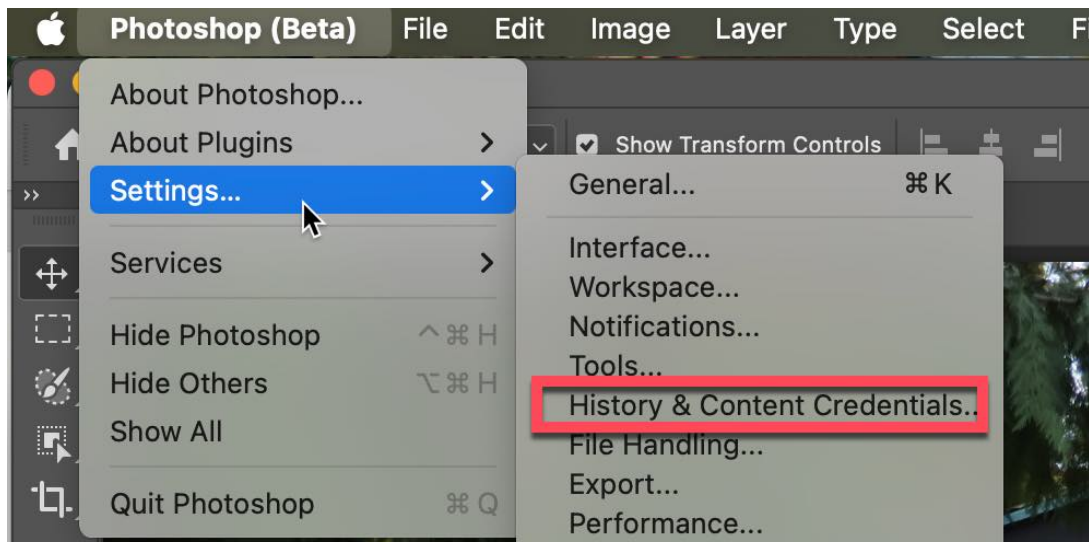 Photoshop (Beta) File Edit Image Layer Type Select
About Photoshop...
About Plugins
Show Transform Controls
Settings...
Services
Hide Photoshop ^⌘H
Hide Others ⌥⌘H
Show All
Quit Photoshop ⌘Q
General... ⌘K
Interface...
Workspace...
Notifications...
Tools...
History & Content Credentials..
File Handling...
Export...
Performance...